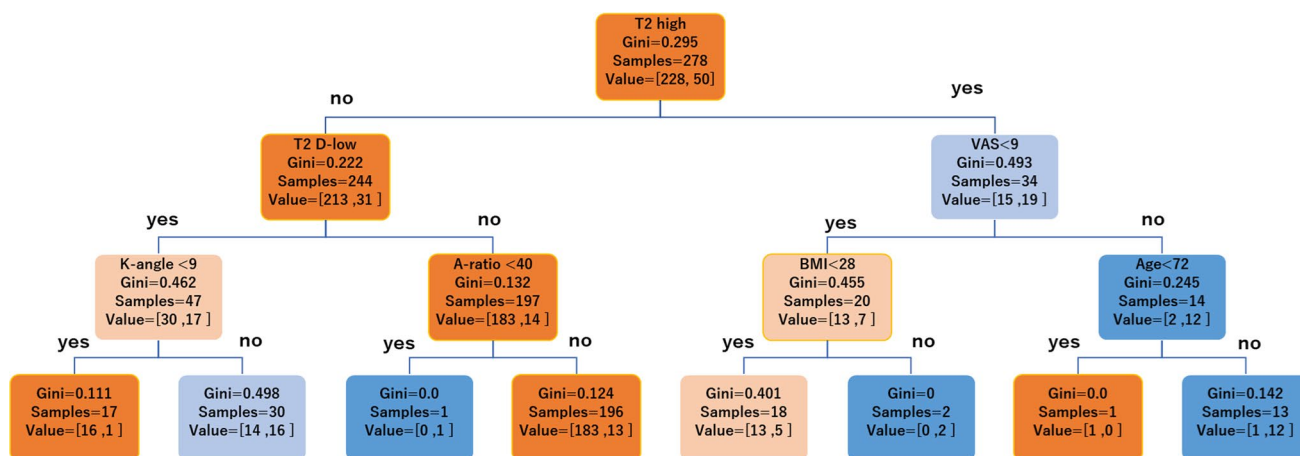 T2 high
Gini=0.295
Samples=278
Value=[228, 50]
no
yes
T2 D-low
Gini=0.222
Samples=244
Value=[213 ,31 ]
VAS<9
Gini=0.493
Samples=34
Value=[15 ,19 ]
yes
no
yes
no
K-angle <9
Gini=0.462
Samples=47
Value=[30 ,17 ]
A-ratio <40
Gini=0.132
Samples=197
Value=[183 ,14 ]
BMI<28
Gini=0.455
Samples=20
Value=[13 ,7 ]
Age<72
Gini=0.245
Samples=14
Value=[2 ,12 ]
yes
no
yes
no
yes
no
yes
no
Gini=0.111
Samples=17
Value=[16 ,1 ]
Gini=0.498
Samples=30
Value=[14 ,16 ]
Gini=0.0
Samples=1
Value=[0 ,1 ]
Gini=0.124
Samples=196
Value=[183 ,13 ]
Gini=0.401
Samples=18
Value=[13 ,5 ]
Gini=0
Samples=2
Value=[0 ,2 ]
Gini=0.0
Samples=1
Value=[1 ,0 ]
Gini=0.142
Samples=13
Value=[1 ,12 ]